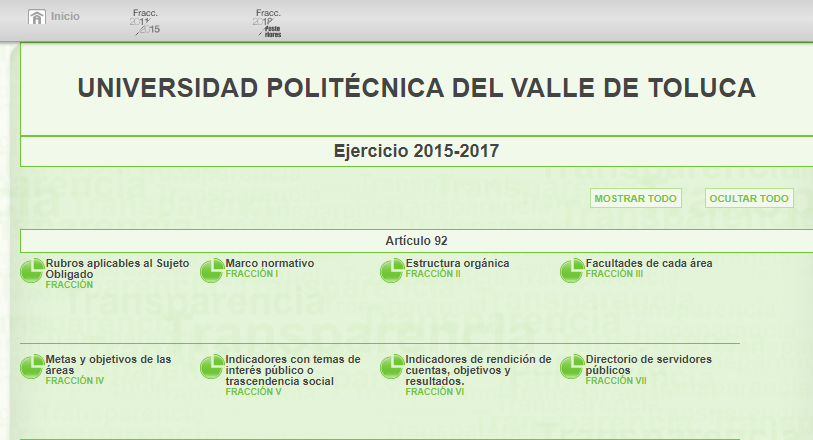 Inicio
Fracc.
2014
2015
Fracc.
2018
Poste
riores
UNIVERSIDAD POLITÉCNICA DEL VALLE DE TOLUCA
Ejercicio 2015-2017
MOSTRAR TODO OCULTAR TODO
Artículo 92
Rubros aplicables al Sujeto
Obligado
FRACCIÓN
Marco normativo
FRACCIÓN I
Estructura orgánica
FRACCIÓN II
Facultades de cada área
FRACCIÓN III
Metas y objetivos de las
áreas
FRACCIÓN IV
Indicadores con temas de
interés público o
trascendencia social
FRACCIÓN V
Indicadores de rendición de
cuentas, objetivos y
resultados.
FRACCIÓN VI
Directorio de servidores
públicos
FRACCIÓN VII
Transparencia
Transparencia